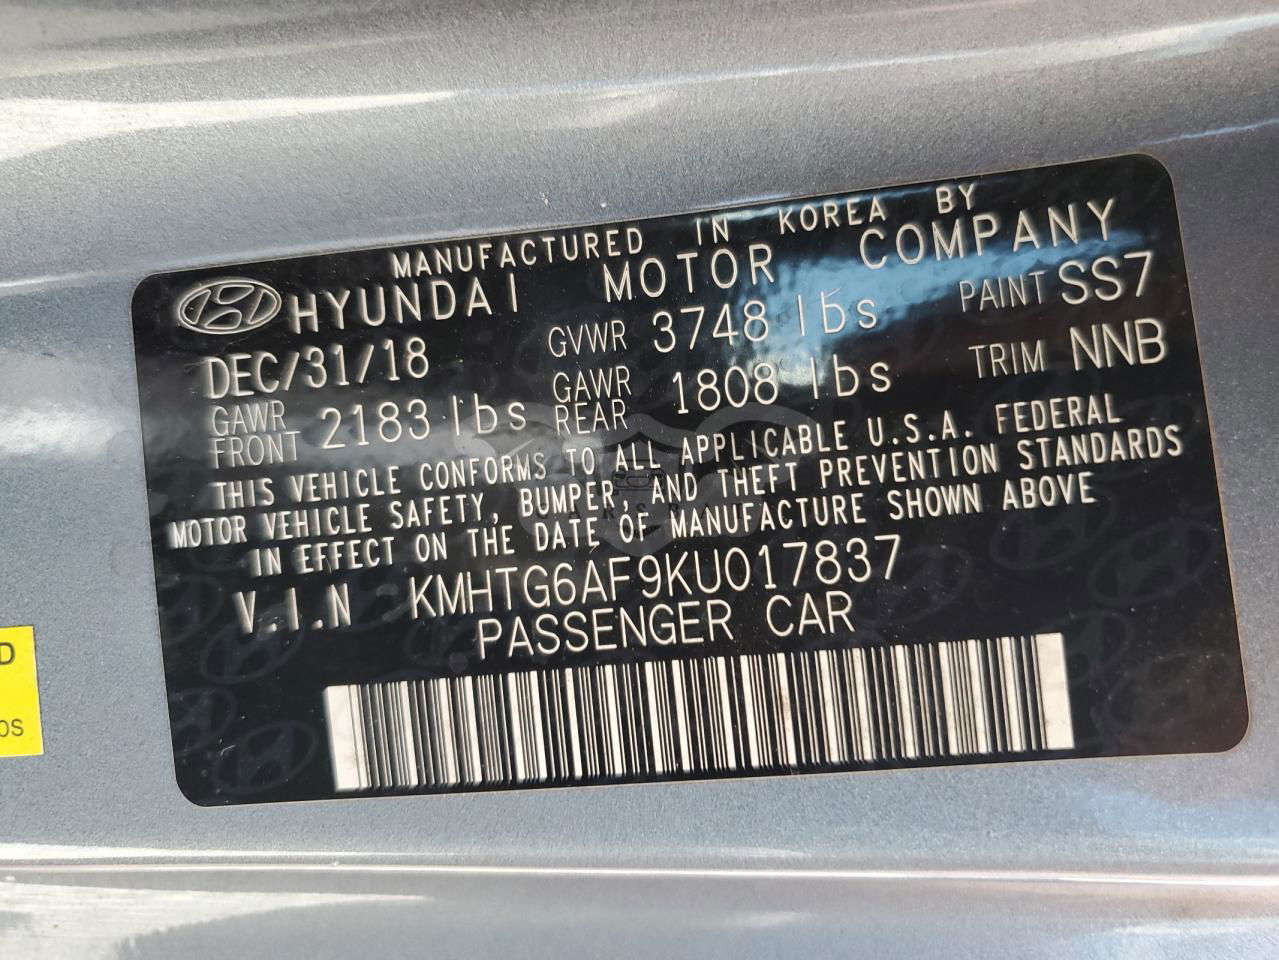 MANUFACTURED IN KOREA BY
HYUNDAI MOTOR COMPANY
DEC/31/18 GVWR 3748 lbs PAINT SS7
GAWR FRONT 2183 lbs GAWR REAR 1808 lbs TRIM NNB
THIS VEHICLE CONFORMS TO ALL APPLICABLE U.S.A. FEDERAL
MOTOR VEHICLE SAFETY, BUMPER, AND THEFT PREVENTION STANDARDS
IN EFFECT ON THE DATE OF MANUFACTURE SHOWN ABOVE
V.I.N KMHTG6AF9KU017837
PASSENGER CAR
D
OS